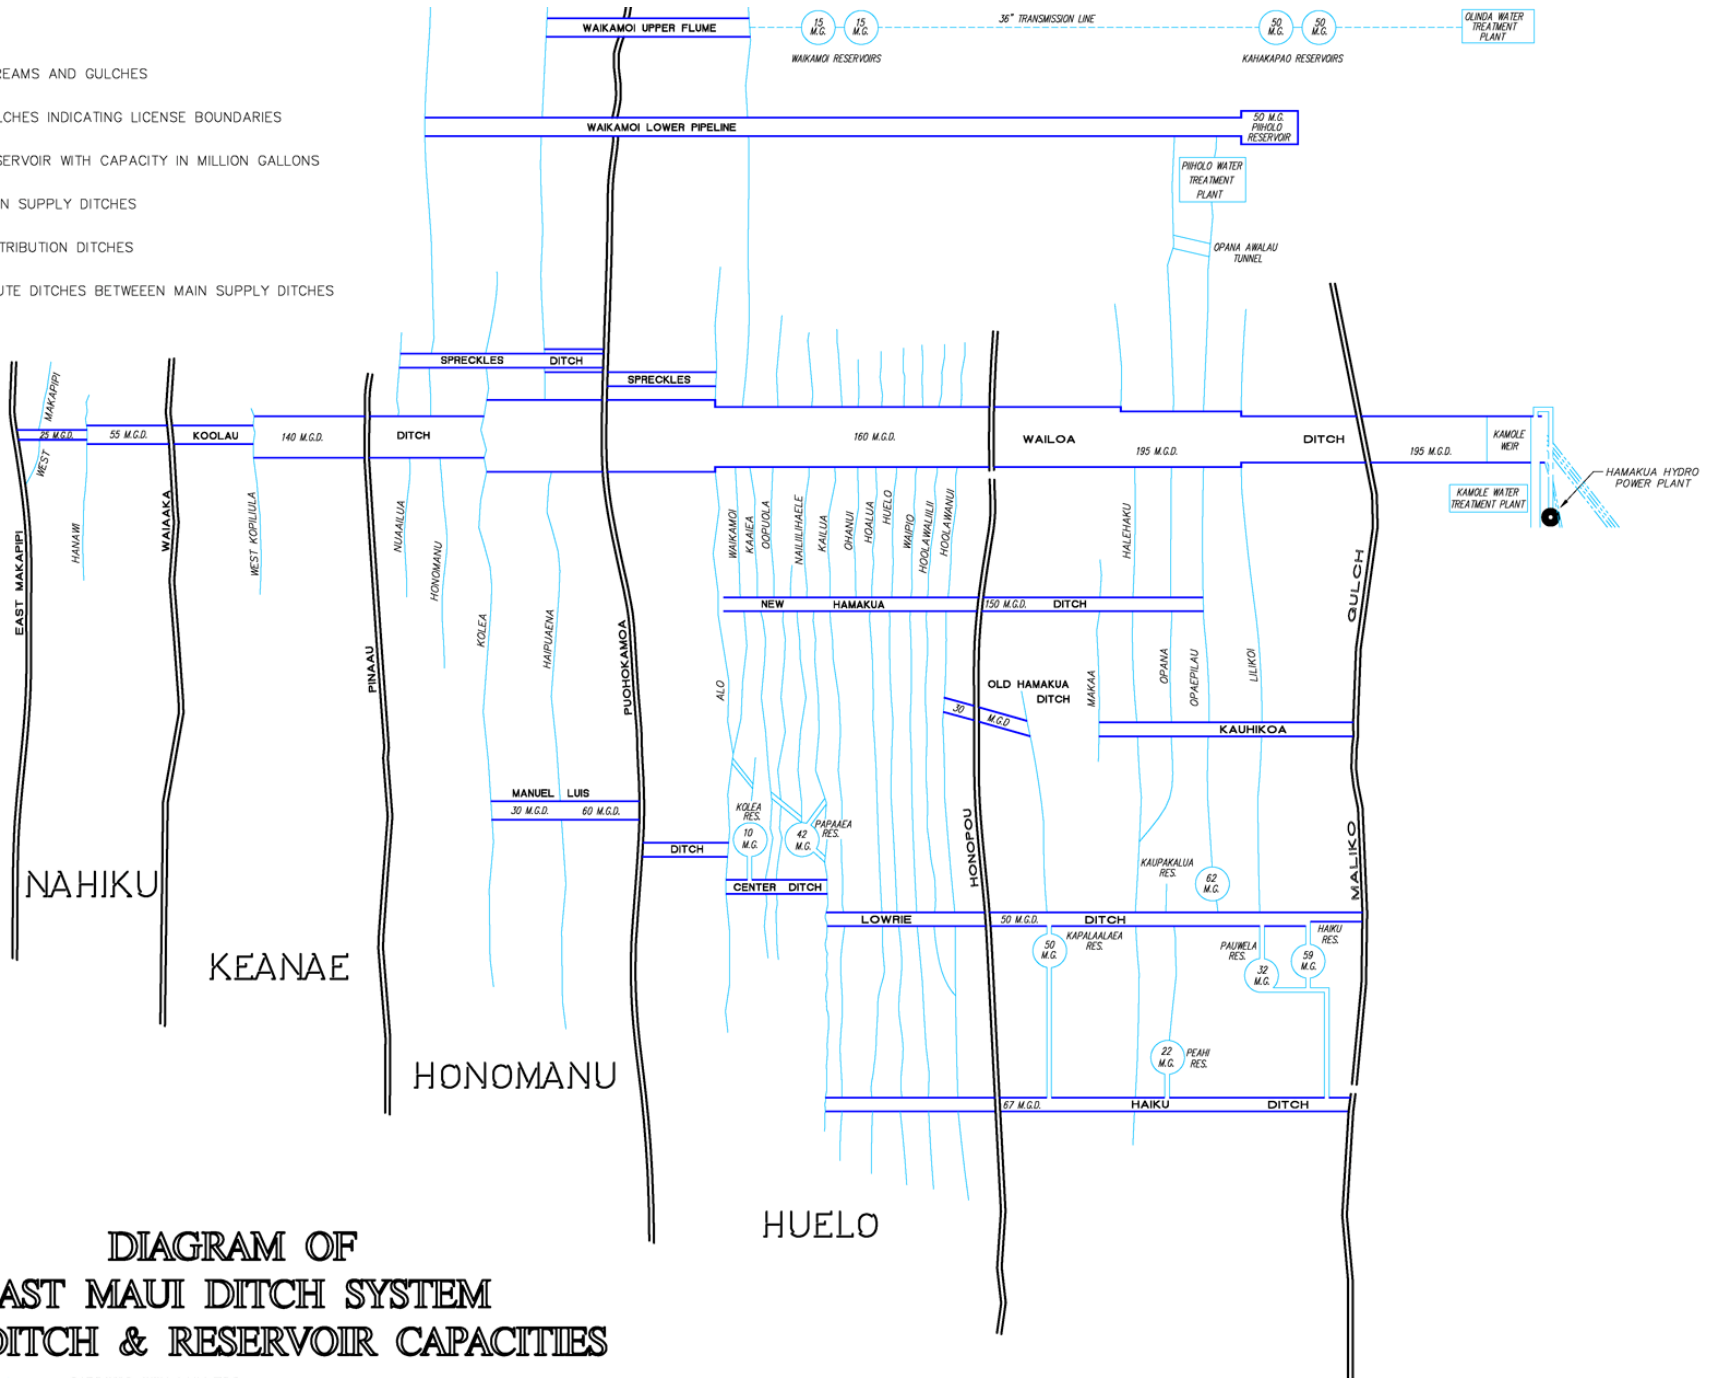 WAIKAMOI UPPER FLUME
15
M.G.
15
M.G.
36" TRANSMISSION LINE
50
M.G.
50
M.G.
OLINDA WATER
TREATMENT
PLANT
WAIKAMOI RESERVOIRS
KAHAKAPAO RESERVOIRS
REAMS AND GULCHES
LCHES INDICATING LICENSE BOUNDARIES
SERVOIR WITH CAPACITY IN MILLION GALLONS
N SUPPLY DITCHES
TRIBUTION DITCHES
UTE DITCHES BETWEEEN MAIN SUPPLY DITCHES
WAIKAMOI LOWER PIPELINE
50 M.G.
PIIHOLO
RESERVOIR
PIIHOLO WATER
TREATMENT
PLANT
OPANA AWALAU
TUNNEL
SPRECKLES DITCH
SPRECKLES
WEST MAKAPIPI
25 M.G.D.
55 M.G.D.
KOOLAU
140 M.G.D.
DITCH
160 M.G.D.
WAILOA
195 M.G.D.
DITCH
195 M.G.D.
KAMOLE
WEIR
KAMOLE WATER
TREATMENT PLANT
HAMAKUA HYDRO
POWER PLANT
EAST MAKAPIPI
HANAWI
WAIAAKA
WEST KOPILIULA
PINAAU
NUAAILUA
HONOMANU
KOLEA
HAIPUAENA
PUOHOKAMOA
ALO
WAIKAMOI
KAAIEA
OOPUOLA
NAILIILIHAELE
KAILUA
OHANUI
HOALUA
HUELO
WAIPIO
HOOLAWALIILII
HOOLAWANUI
HONOPOU
MAKAA
HALEHAKU
OPANA
OPAEPILAU
LILIKOI
MALIKO GULCH
NEW HAMAKUA 150 M.G.D. DITCH
OLD HAMAKUA
DITCH
30 M.G.D
KAUHIKOA
MANUEL LUIS
30 M.G.D. 60 M.G.D.
DITCH
KOLEA
RES.
10
M.G.
42
M.G.
PAPAAEA
RES.
CENTER DITCH
KAUPAKALUA
RES.
62
M.G.
LOWRIE 50 M.G.D. DITCH
50
M.G.
KAPALAALAEA
RES.
PAUWELA
RES.
32
M.G.
59
M.G.
HAIKU
RES.
22
M.G.
PEAHI
RES.
67 M.G.D. HAIKU DITCH
NAHIKU
KEANAE
HONOMANU
HUELO
DIAGRAM OF
AST MAUI DITCH SYSTEM
DITCH & RESERVOIR CAPACITIES